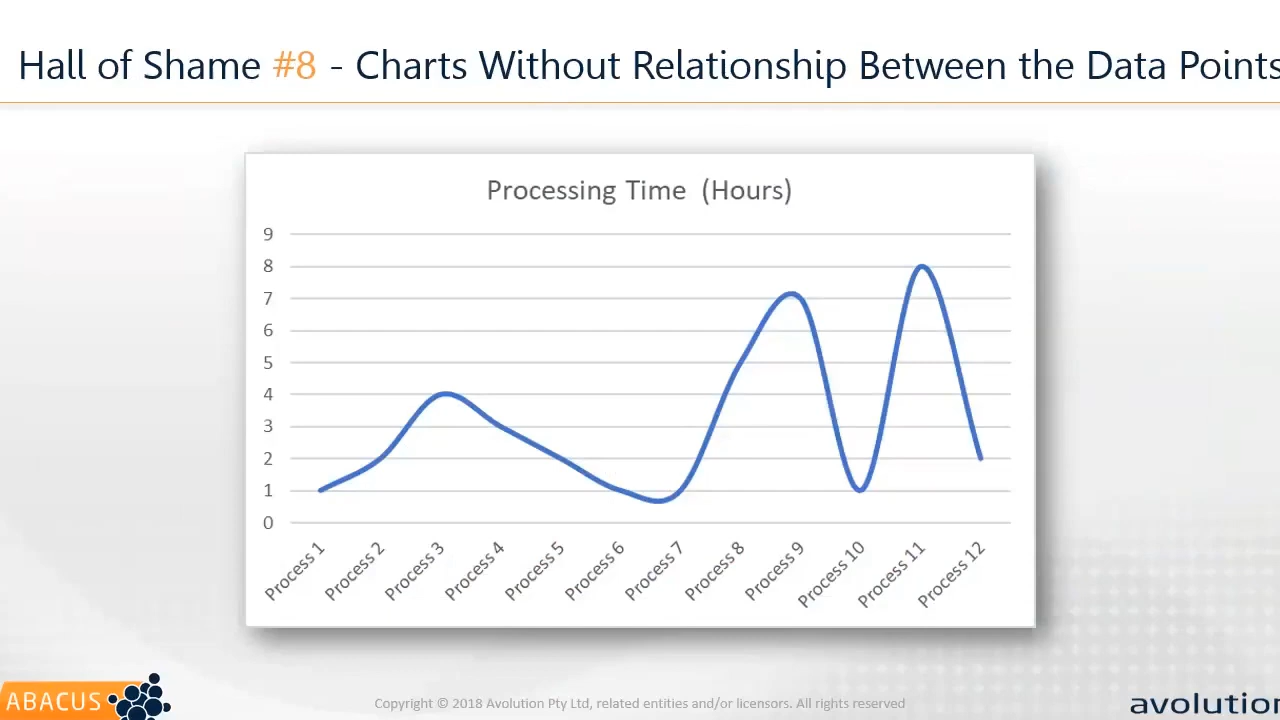 Hall of Shame #8 - Charts Without Relationship Between the Data Points
Processing Time (Hours)
9
8
7
6
5
4
3
2
1
0
Process 1
Process 2
Process 3
Process 4
Process 5
Process 6
Process 7
Process 8
Process 9
Process 10
Process 11
Process 12
ABACUS
Copyright © 2018 Avolution Pty Ltd, related entities and/or licensors. All rights reserved
avolution